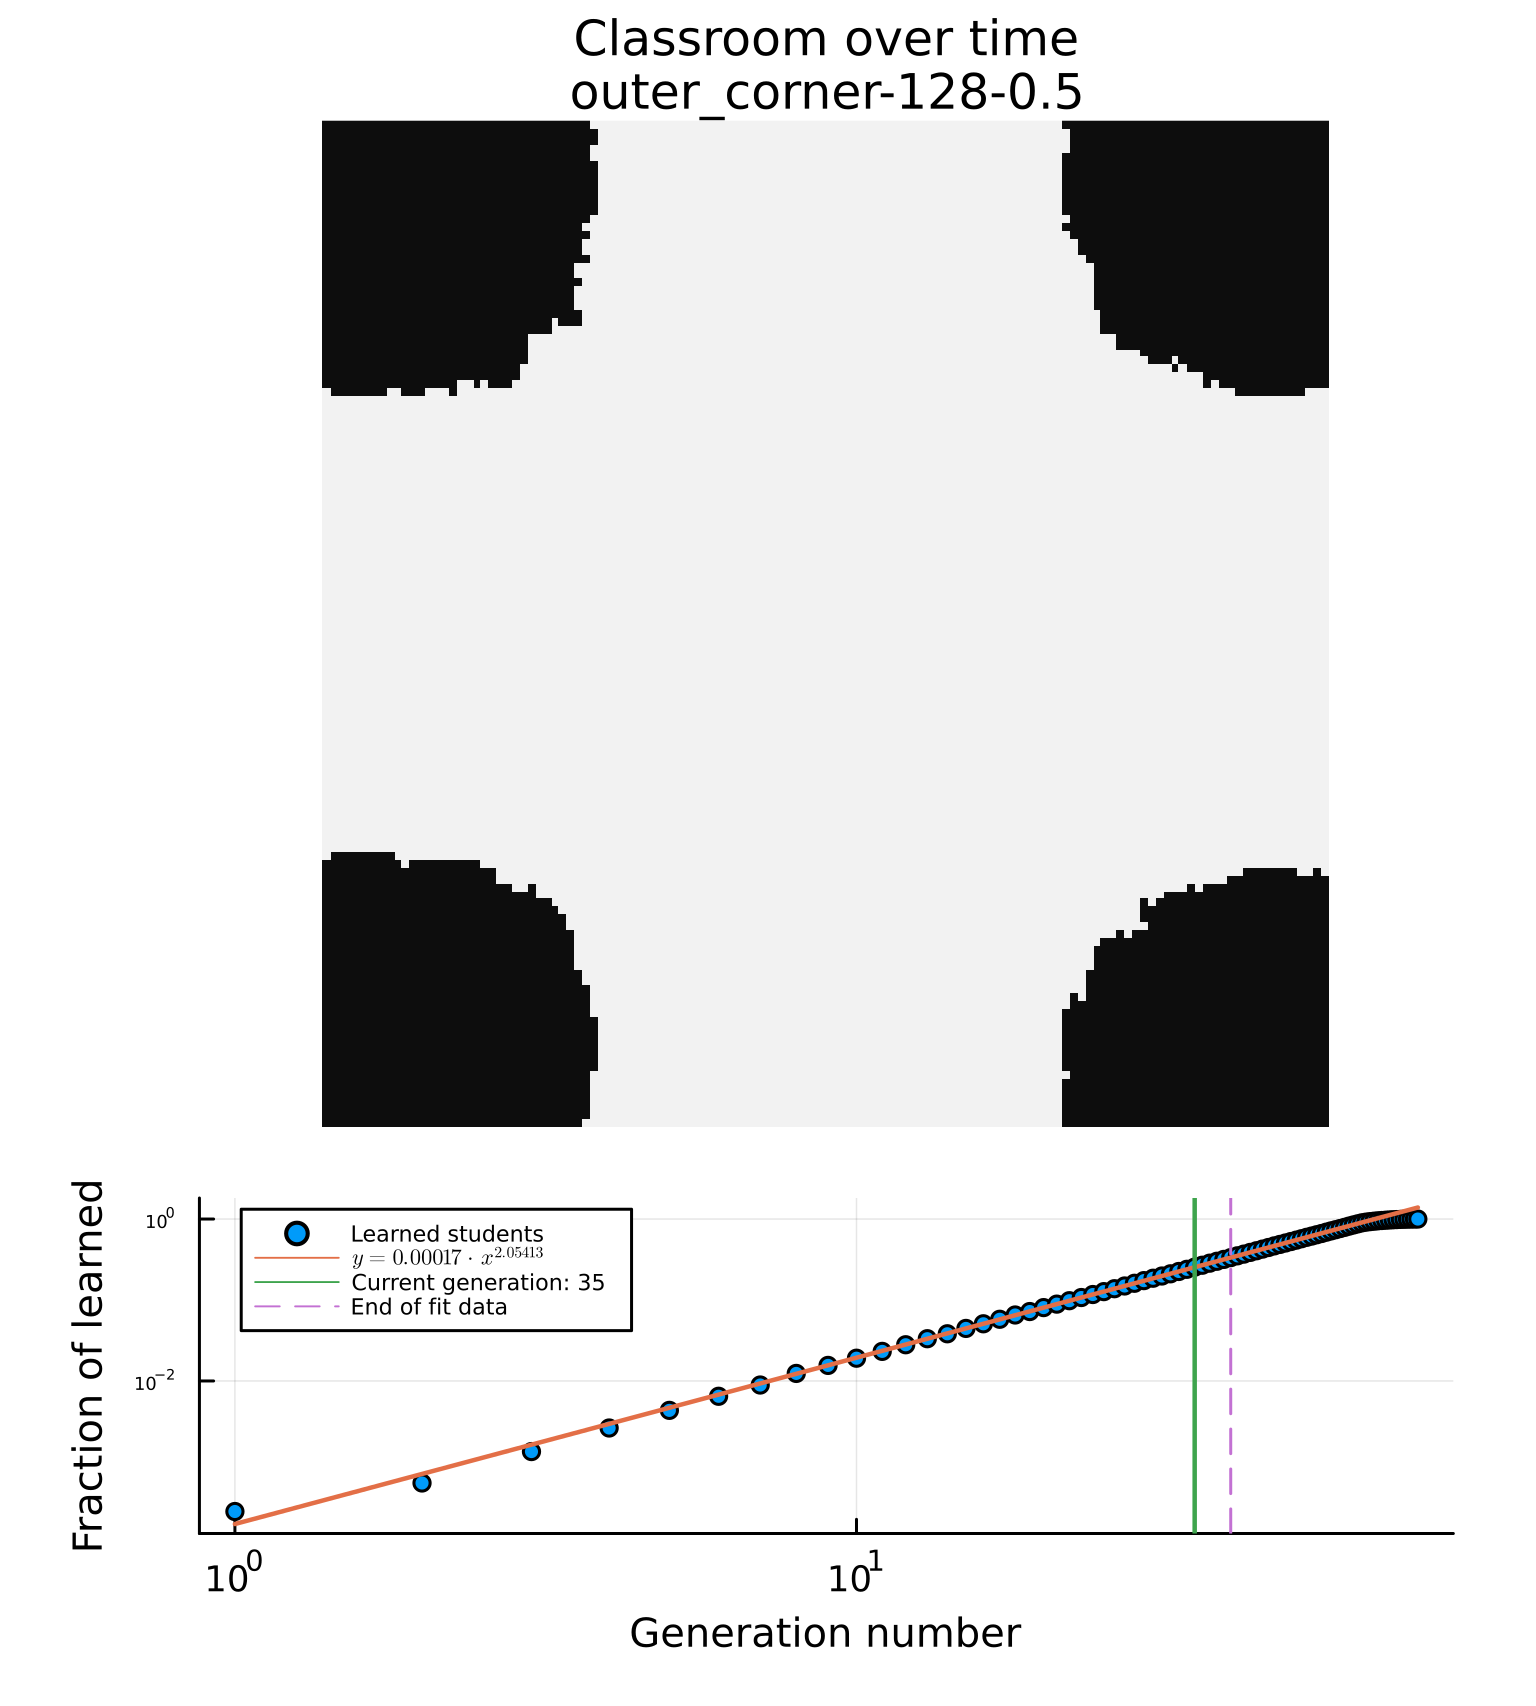 Classroom over time
outer_corner-128-0.5
Fraction of learned
10^0
10^−2
Learned students
y = 0.00017 · x^2.05413
Current generation: 35
End of fit data
10^0
10^1
Generation number